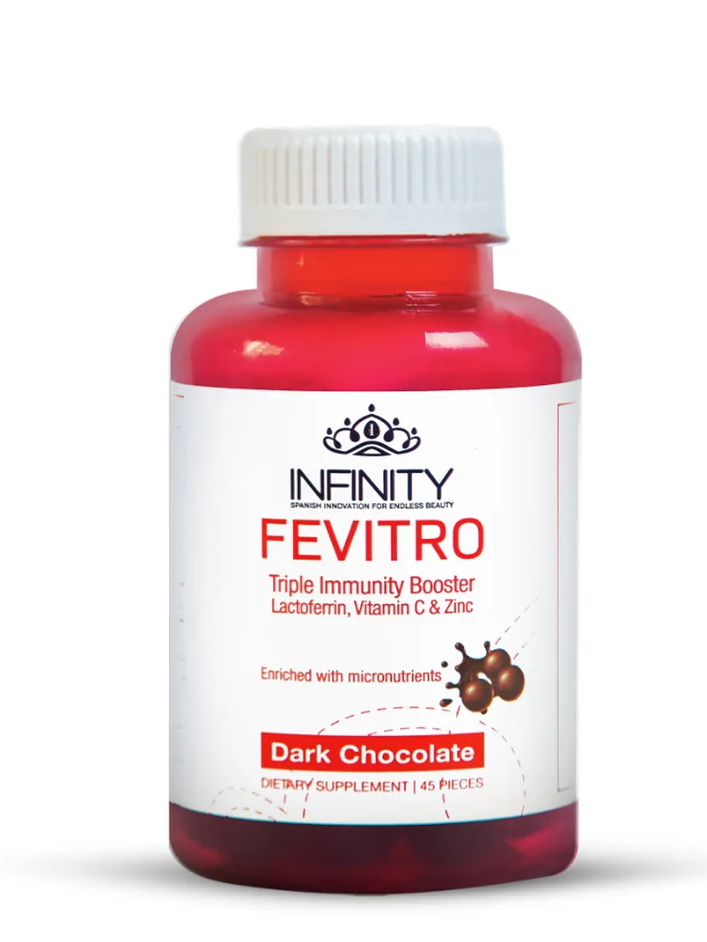 INFINITY
SPANISH INNOVATION FOR ENDLESS BEAUTY
FEVITRO
Triple Immunity Booster
Lactoferrin, Vitamin C & Zinc
Enriched with micronutrients
Dark Chocolate
DIETARY SUPPLEMENT | 45 PIECES